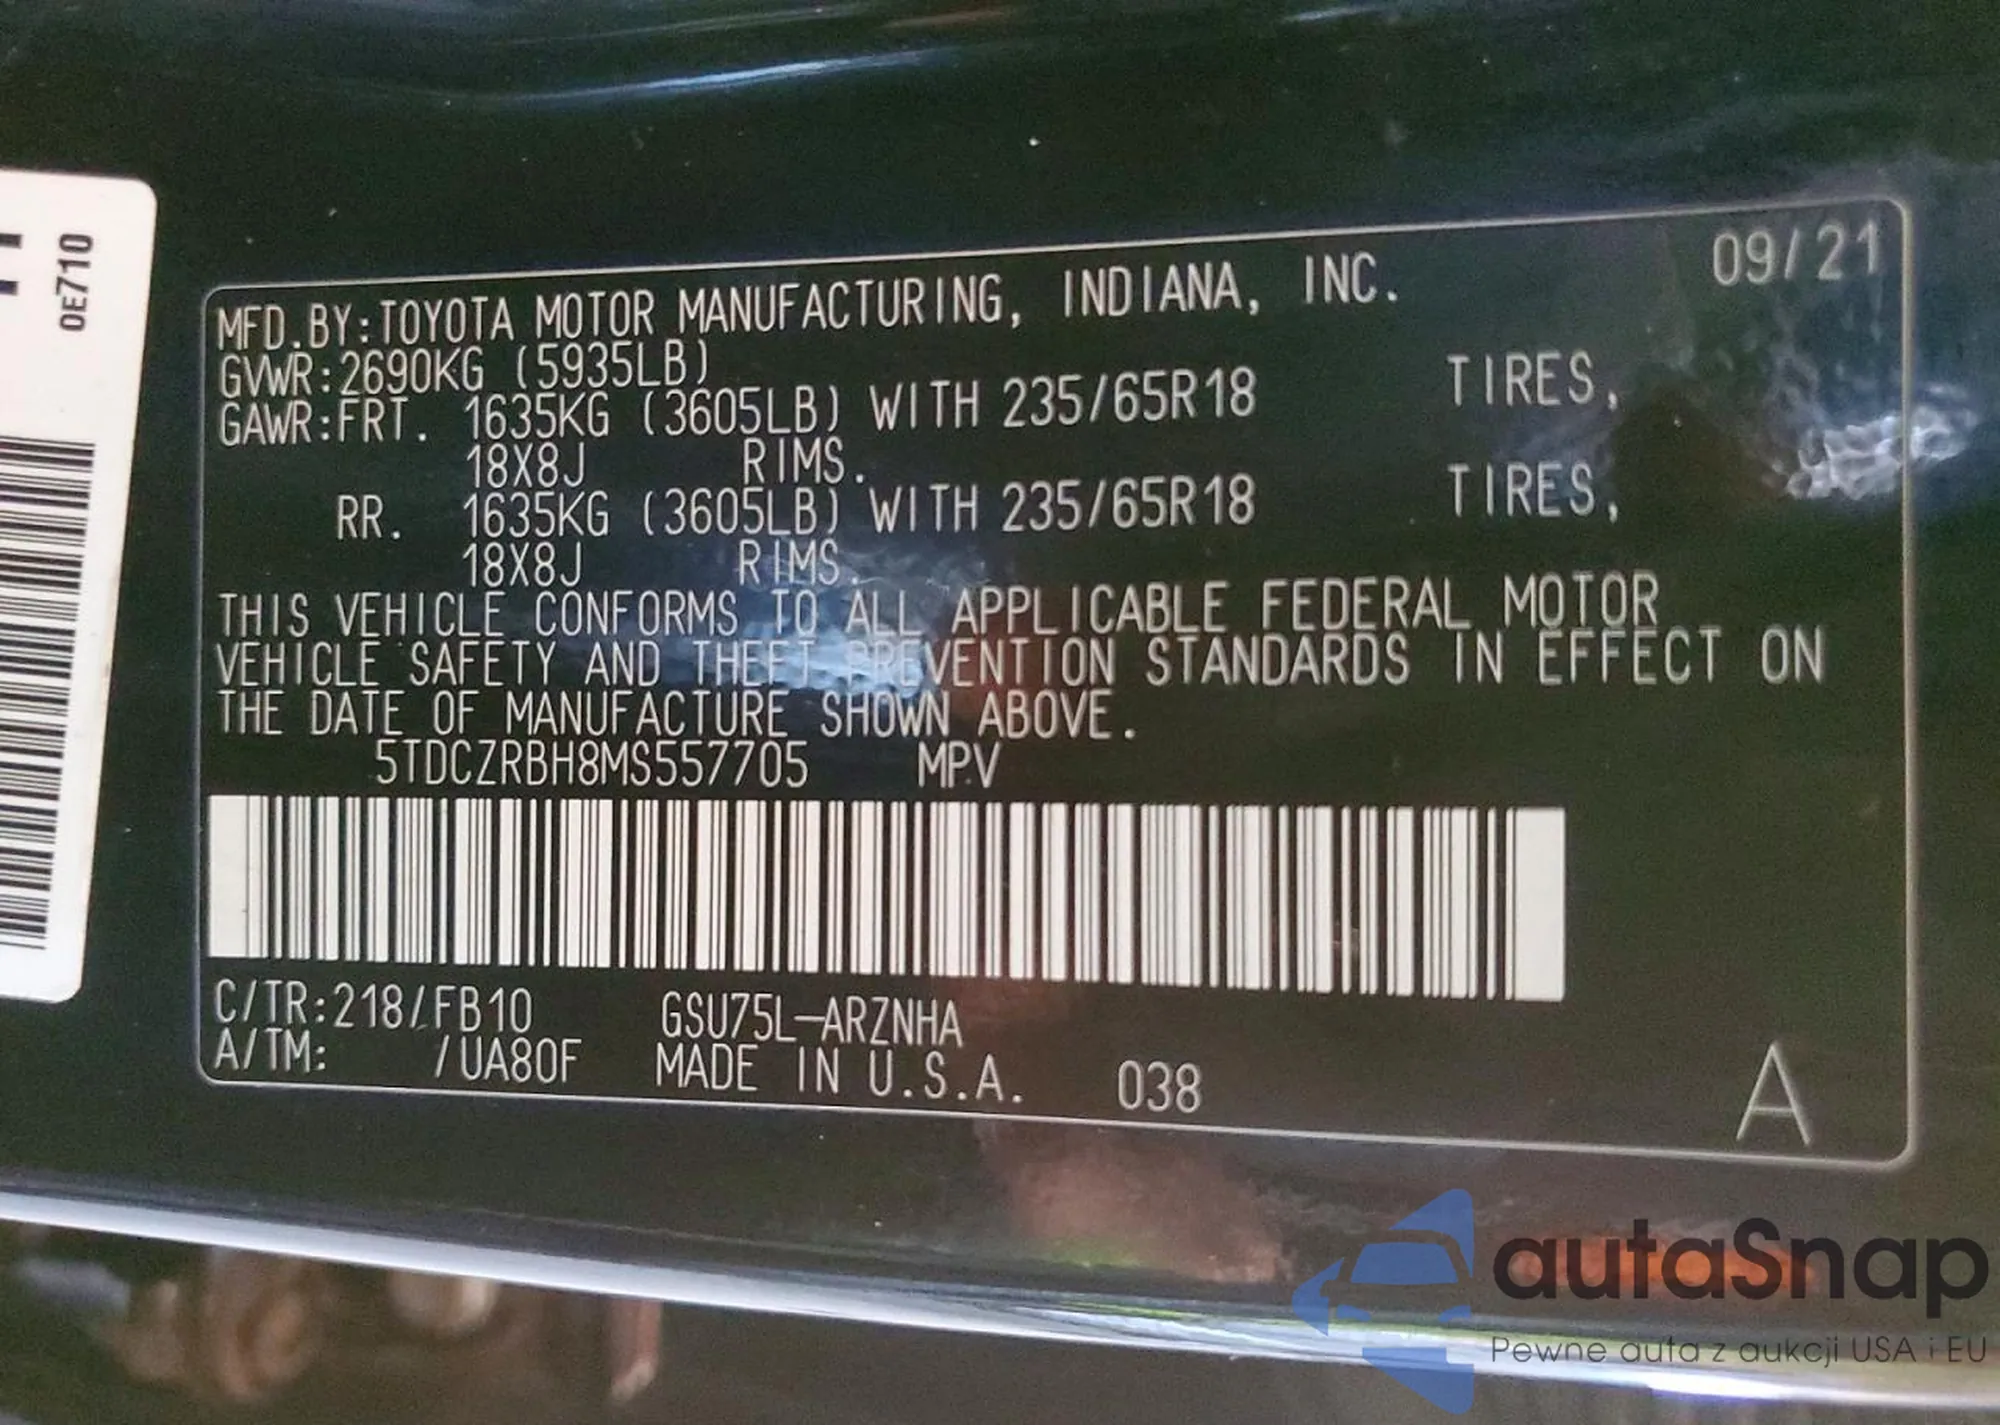 0E710
09/21
MFD.BY:TOYOTA MOTOR MANUFACTURING, INDIANA, INC.
GVWR:2690KG (5935LB)
GAWR:FRT. 1635KG (3605LB) WITH 235/65R18 TIRES,
18X8J RIMS.
RR. 1635KG (3605LB) WITH 235/65R18 TIRES,
18X8J RIMS.
THIS VEHICLE CONFORMS TO ALL APPLICABLE FEDERAL MOTOR
VEHICLE SAFETY AND THEFT PREVENTION STANDARDS IN EFFECT ON
THE DATE OF MANUFACTURE SHOWN ABOVE.
5TDCZRBH8MS557705 MPV
C/TR:218/FB10 GSU75L-ARZNHA
A/TM: /UA80F MADE IN U.S.A. 038
A
autaSnap
Pewne auta z aukcji USA i EU